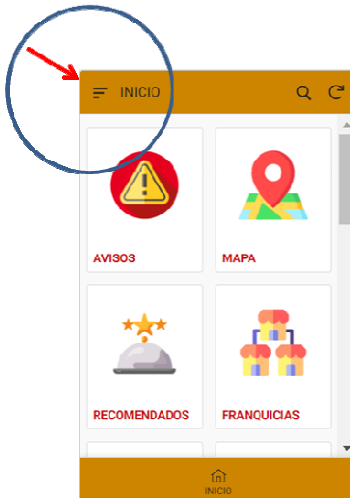 INICIO
AVISOS
MAPA
RECOMENDADOS
FRANQUICIAS
INICIO